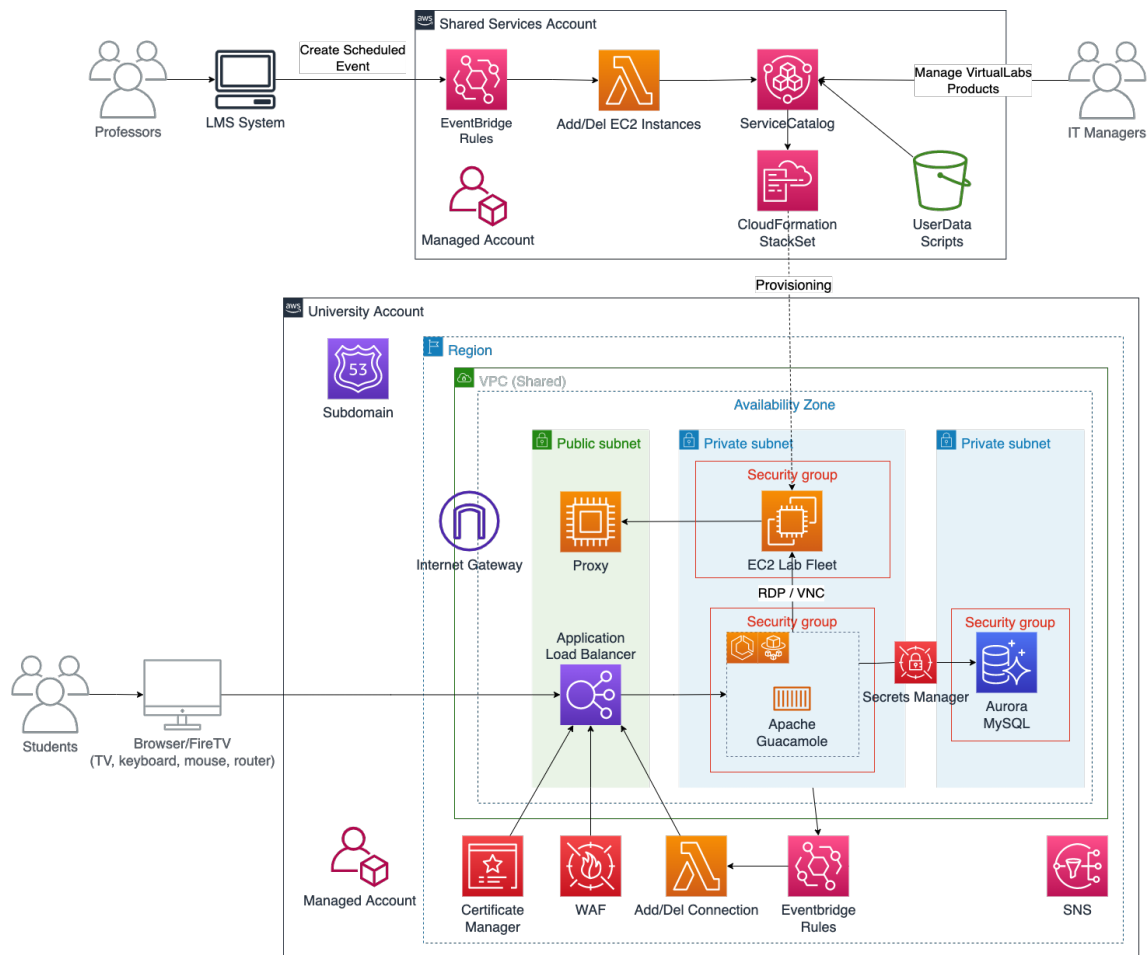 aws
Shared Services Account
Create Scheduled
Event
Manage VirtualLabs
Products
Professors
LMS System
EventBridge
Rules
Add/Del EC2 Instances
ServiceCatalog
IT Managers
Managed Account
CloudFormation
StackSet
UserData
Scripts
Provisioning
aws
University Account
Region
53
Subdomain
VPC (Shared)
Availability Zone
Public subnet
Private subnet
Private subnet
Security group
Internet Gateway
Proxy
EC2 Lab Fleet
RDP / VNC
Security group
Security group
Application
Load Balancer
Secrets Manager
Apache
Guacamole
Aurora
MySQL
Students
Browser/FireTV
(TV, keyboard, mouse, router)
Managed Account
Certificate
Manager
WAF
Add/Del Connection
Eventbridge
Rules
SNS